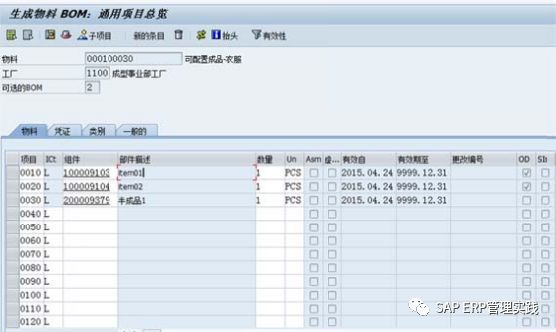 生成物料 BOM: 通用项目总览
子项目 新的条目 抬头 有效性
物料 000100030 可配置成品-衣服
工厂 1100 成型事业部工厂
可选的BOM 2
物料 凭证 类别 一般的
项目 ICt 组件 部件描述 数量 Un Asm 虚... 有效自 有效期至 更改编号 OD SIt
0010 L 100009103 item01 1 PCS 2015.04.24 9999.12.31
0020 L 100009104 item02 1 PCS 2015.04.24 9999.12.31
0030 L 200009379 半成品1 1 PCS 2015.04.24 9999.12.31
0040 L
0050 L
0060 L
0070 L
0080 L
0090 L
0100 L
0110 L
0120 L
SAP ERP管理实践